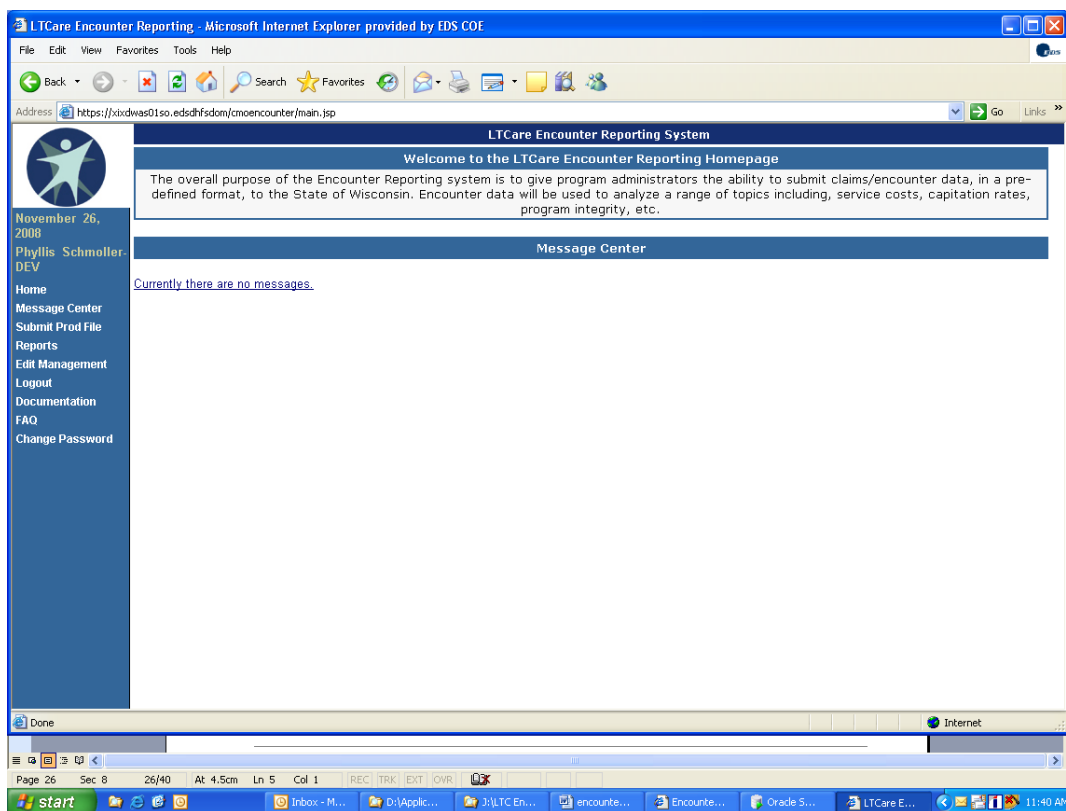 LTCare Encounter Reporting - Microsoft Internet Explorer provided by EDS COE
File Edit View Favorites Tools Help
EDS
Back Search Favorites
Address https://xixdwas01so.edsdhfsdom/cmoencounter/main.jsp Go Links »
LTCare Encounter Reporting System
Welcome to the LTCare Encounter Reporting Homepage
The overall purpose of the Encounter Reporting system is to give program administrators the ability to submit claims/encounter data, in a pre-
defined format, to the State of Wisconsin. Encounter data will be used to analyze a range of topics including, service costs, capitation rates,
program integrity, etc.
November 26,
2008
Phyllis Schmoller-
DEV
Home
Message Center
Submit Prod File
Reports
Edit Management
Logout
Documentation
FAQ
Change Password
Message Center
Currently there are no messages.
Done Internet
Page 26 Sec 8 26/40 At 4.5cm Ln 5 Col 1 REC TRK EXT OVR
start Inbox - M... D:\Applic... J:\LTC En... encounte... Encounte... Oracle S... LTCare E... 11:40 AM